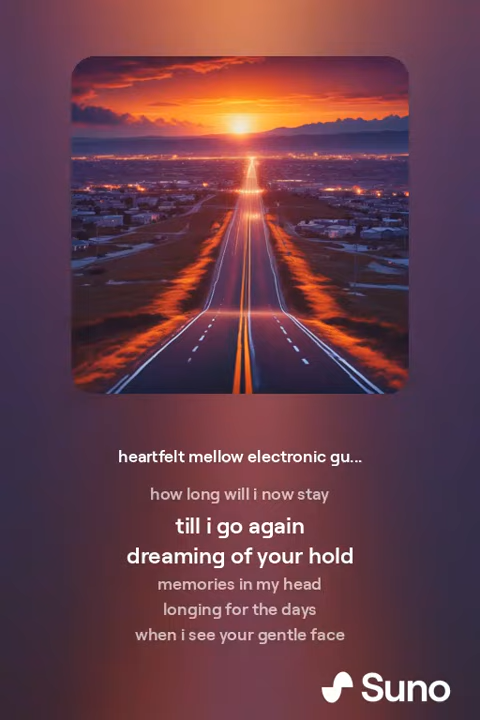 heartfelt mellow electronic gu...
how long will i now stay
till i go again
dreaming of your hold
memories in my head
longing for the days
when i see your gentle face
Suno